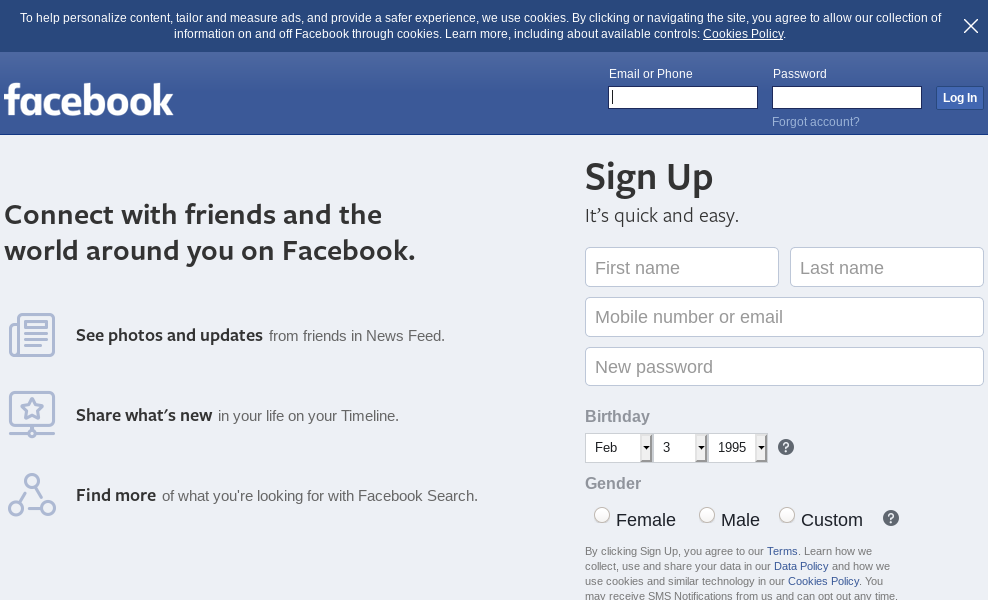 To help personalize content, tailor and measure ads, and provide a safer experience, we use cookies. By clicking or navigating the site, you agree to allow our collection of
information on and off Facebook through cookies. Learn more, including about available controls: Cookies Policy.
facebook
Email or Phone
Password
Log In
Forgot account?
Connect with friends and the
world around you on Facebook.
See photos and updates from friends in News Feed.
Share what's new in your life on your Timeline.
Find more of what you're looking for with Facebook Search.
Sign Up
It's quick and easy.
First name
Last name
Mobile number or email
New password
Birthday
Feb 3 1995 ?
Gender
Female Male Custom ?
By clicking Sign Up, you agree to our Terms. Learn how we
collect, use and share your data in our Data Policy and how we
use cookies and similar technology in our Cookies Policy. You
may receive SMS Notifications from us and can opt out any time.